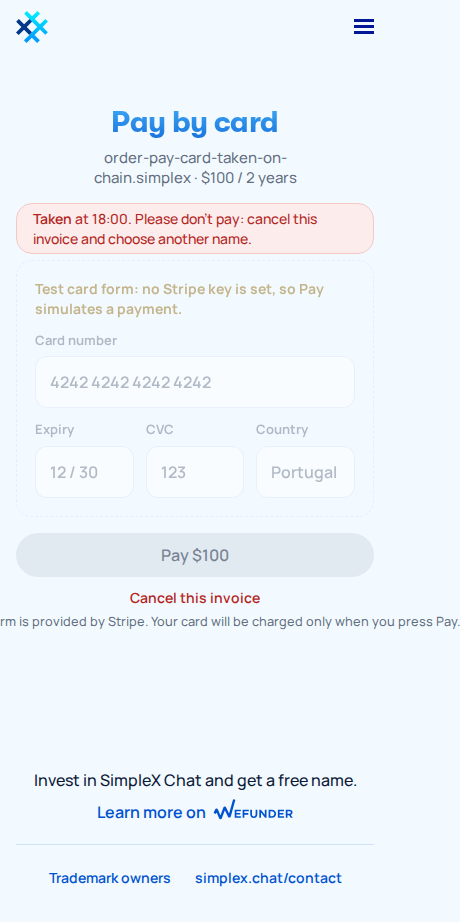 Pay by card
order-pay-card-taken-on-
chain.simplex · $100 / 2 years
Taken at 18:00. Please don't pay: cancel this
invoice and choose another name.
Test card form: no Stripe key is set, so Pay
simulates a payment.
Card number
4242 4242 4242 4242
Expiry CVC Country
12 / 30 123 Portugal
Pay $100
Cancel this invoice
rm is provided by Stripe. Your card will be charged only when you press Pay.
Invest in SimpleX Chat and get a free name.
Learn more on WEFUNDER
Trademark owners simplex.chat/contact